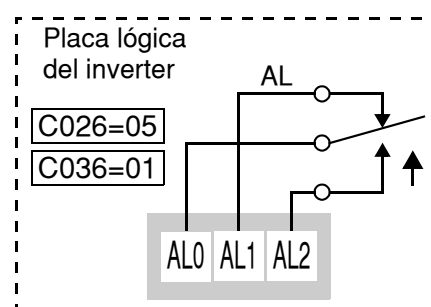 Placa lógica
del inverter
AL
C026=05
C036=01
AL0 AL1 AL2